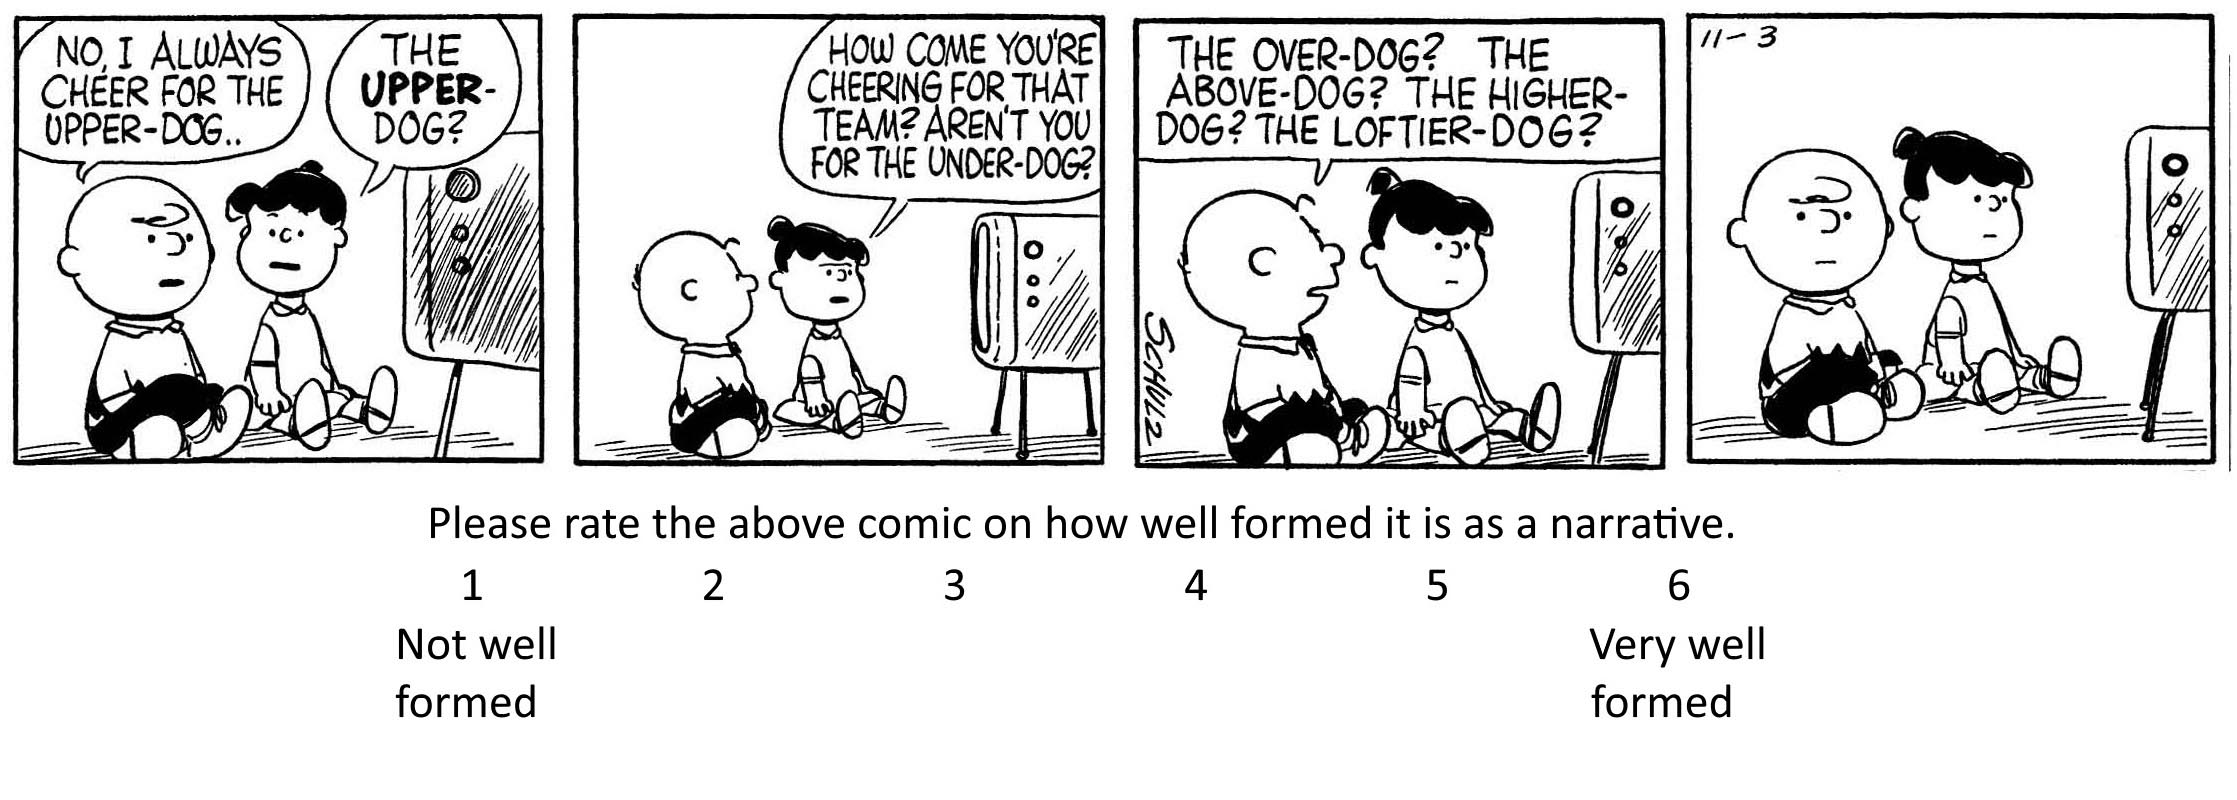 NO, I ALWAYS
CHEER FOR THE
UPPER-DOG..
THE
UPPER-
DOG?
HOW COME YOU'RE
CHEERING FOR THAT
TEAM? AREN'T YOU
FOR THE UNDER-DOG?
THE OVER-DOG? THE
ABOVE-DOG? THE HIGHER-
DOG? THE LOFTIER-DOG?
SCHULZ
11-3
Please rate the above comic on how well formed it is as a narrative.
1 2 3 4 5 6
Not well
formed
Very well
formed